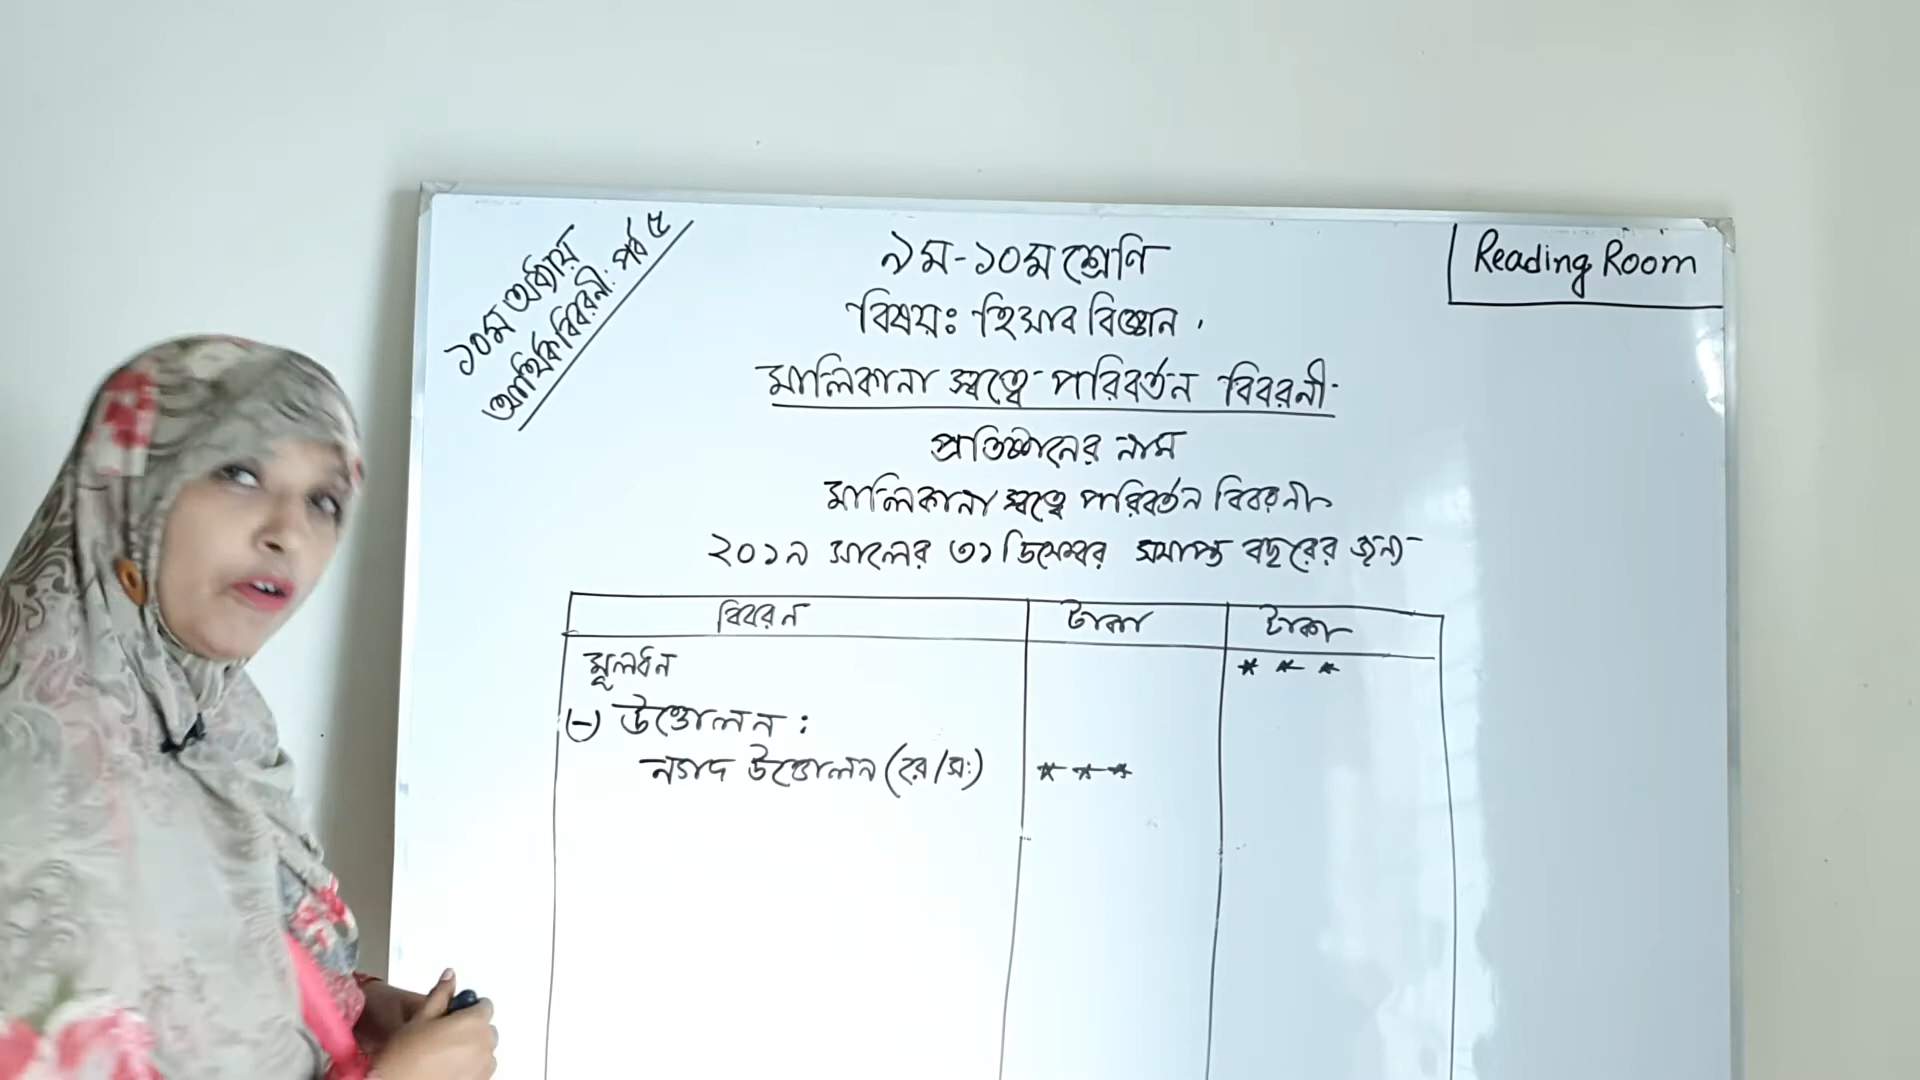 ১০ম অধ্যায়
আর্থিক বিবরনী: পর্ব ৫
৯ম-১০ম শ্রেণি
Reading Room
বিষয়ঃ হিসাব বিজ্ঞান
মালিকানা স্বত্বে পরিবর্তন বিবরনী
প্রতিষ্ঠানের নাম
মালিকানা স্বত্বে পরিবর্তন বিবরনী
২০১৯ সালের ৩১ ডিসেম্বর সমাপ্ত বছরের জন্য
বিবরন টাকা টাকা
মূলধন * * *
(-) উত্তোলন :
নগদ উত্তোলন (রে/মি:) * * *